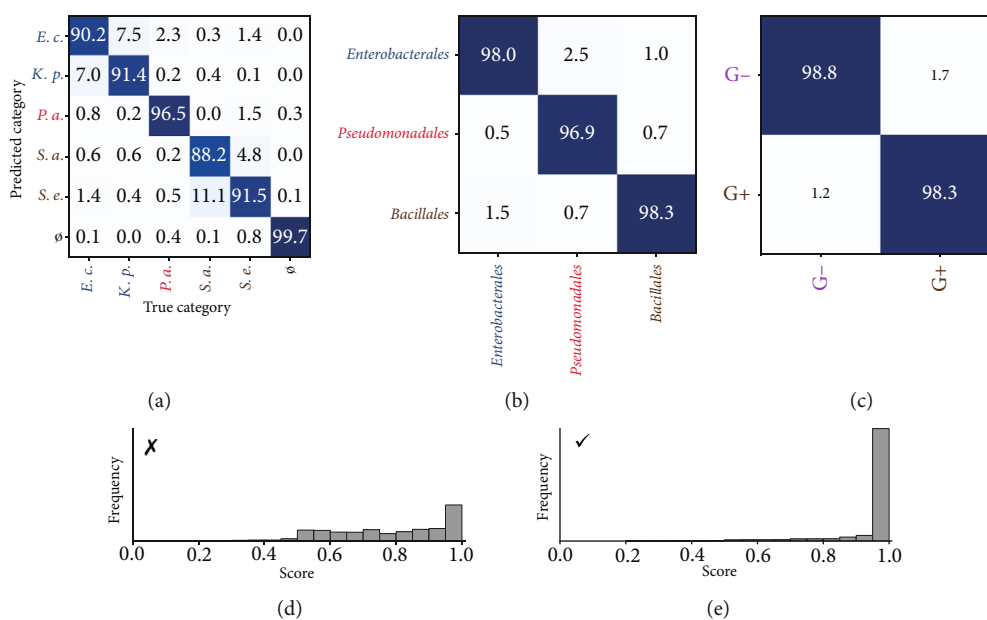 Predicted category
E. c. 90.2 7.5 2.3 0.3 1.4 0.0
K. p. 7.0 91.4 0.2 0.4 0.1 0.0
P. a. 0.8 0.2 96.5 0.0 1.5 0.3
S. a. 0.6 0.6 0.2 88.2 4.8 0.0
S. e. 1.4 0.4 0.5 11.1 91.5 0.1
ø 0.1 0.0 0.4 0.1 0.8 99.7
E. c. K. p. P. a. S. a. S. e. ø
True category
(a)
Enterobacterales 98.0 2.5 1.0
Pseudomonadales 0.5 96.9 0.7
Bacillales 1.5 0.7 98.3
Enterobacterales Pseudomonadales Bacillales
(b)
G– 98.8 1.7
G+ 1.2 98.3
G– G+
(c)
✗
Frequency
0.0 0.2 0.4 0.6 0.8 1.0
Score
(d)
✓
Frequency
0.0 0.2 0.4 0.6 0.8 1.0
Score
(e)